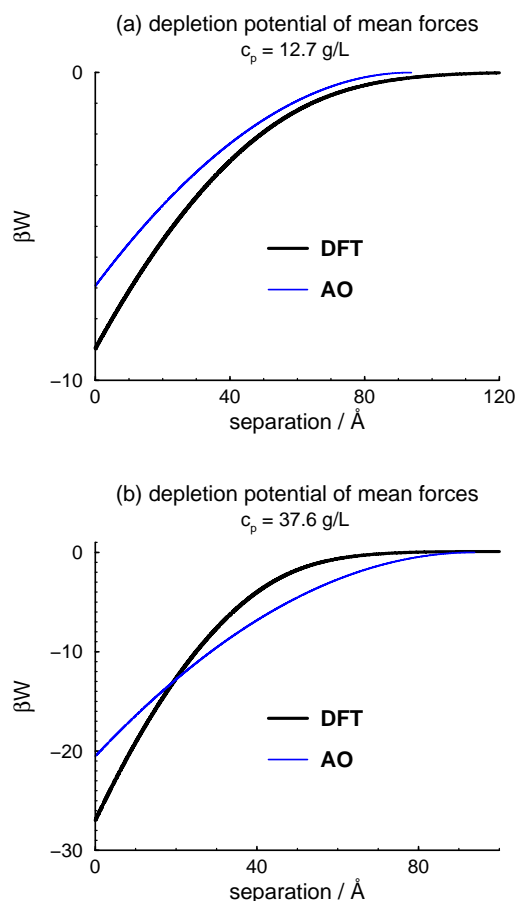 (a) depletion potential of mean forces
c_p = 12.7 g/L
0
βW
DFT
AO
−10
0 40 80 120
separation / Å
(b) depletion potential of mean forces
c_p = 37.6 g/L
0
−10
βW
DFT
−20
AO
−30
0 40 80
separation / Å